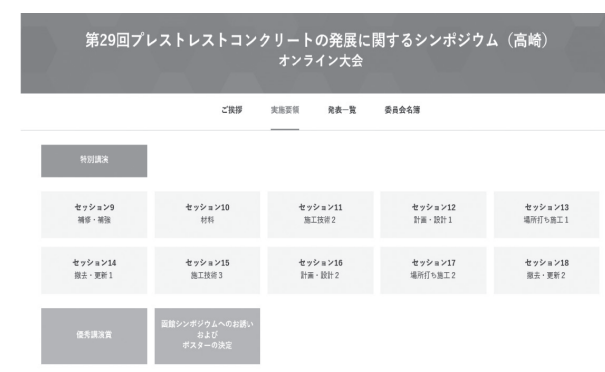 第29回プレストレストコンクリートの発展に関するシンポジウム（高崎）
オンライン大会
ご挨拶 実施要領 発表一覧 委員会名簿
特別講演
セッション9 セッション10 セッション11 セッション12 セッション13
補修・補強 材料 施工技術2 計画・設計1 場所打ち施工1
セッション14 セッション15 セッション16 セッション17 セッション18
撤去・更新1 施工技術3 計画・設計2 場所打ち施工2 撤去・更新2
優秀講演賞
函館シンポジウムへのお誘い
および
ポスターの決定